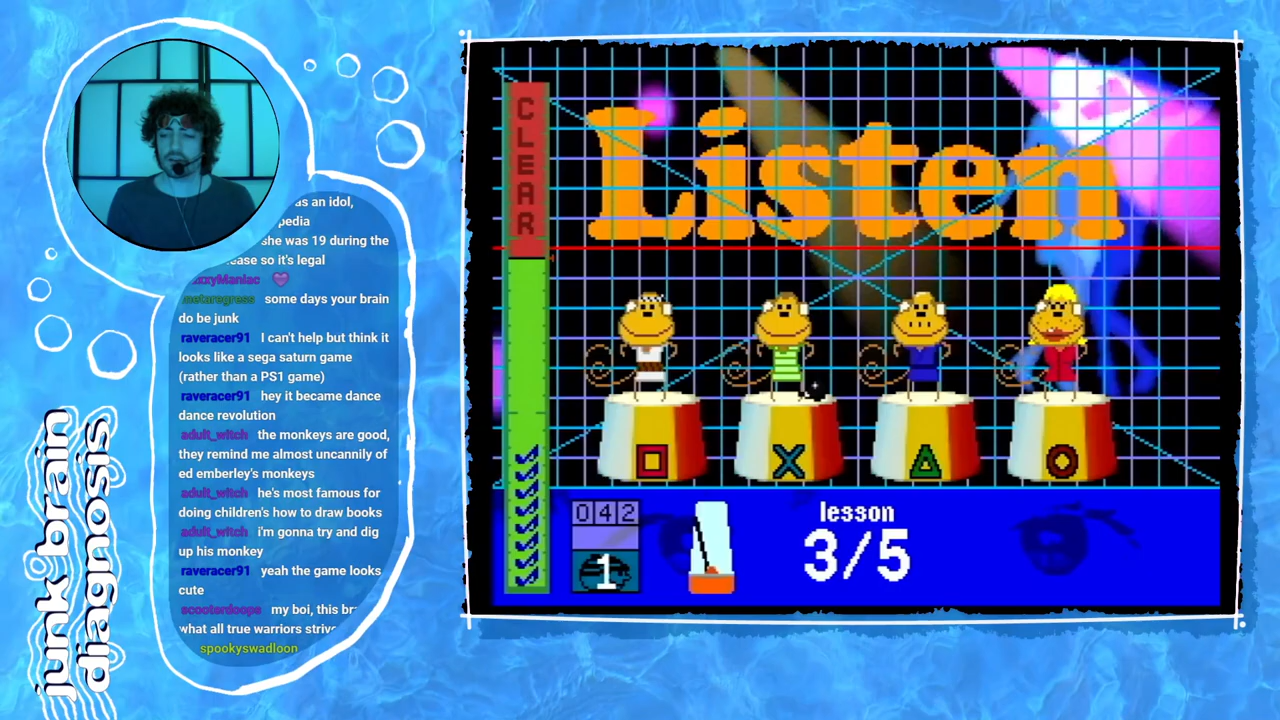 as an idol,
pedia
she was 19 during the
ease so it's legal
xxyManiac
metaregress some days your brain
do be junk
raveracer91 I can't help but think it
looks like a sega saturn game
(rather than a PS1 game)
raveracer91 hey it became dance
dance revolution
adult_witch the monkeys are good,
they remind me almost uncannily of
ed emberley's monkeys
adult_witch he's most famous for
doing children's how to draw books
adult_witch i'm gonna try and dig
up his monkey
raveracer91 yeah the game looks
cute
scooterdoops my boi, this br
what all true warriors strive
spookyswadloon
junk brain
diagnosis
CLEAR
Listen
042
1
lesson
3/5